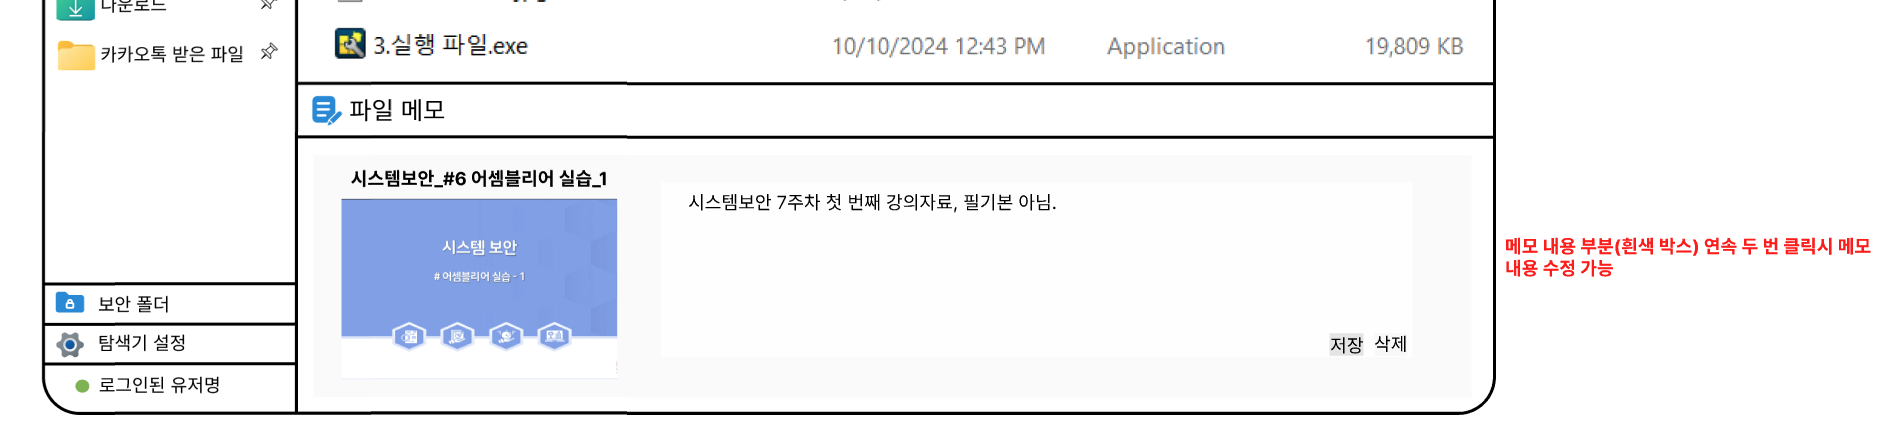 다운로드
카카오톡 받은 파일
3.실행 파일.exe 10/10/2024 12:43 PM Application 19,809 KB
파일 메모
시스템보안_#6 어셈블리어 실습_1
시스템 보안
# 어셈블리어 실습 - 1
시스템보안 7주차 첫 번째 강의자료, 필기본 아님.
저장 삭제
메모 내용 부분(흰색 박스) 연속 두 번 클릭시 메모
내용 수정 가능
보안 폴더
탐색기 설정
로그인된 유저명